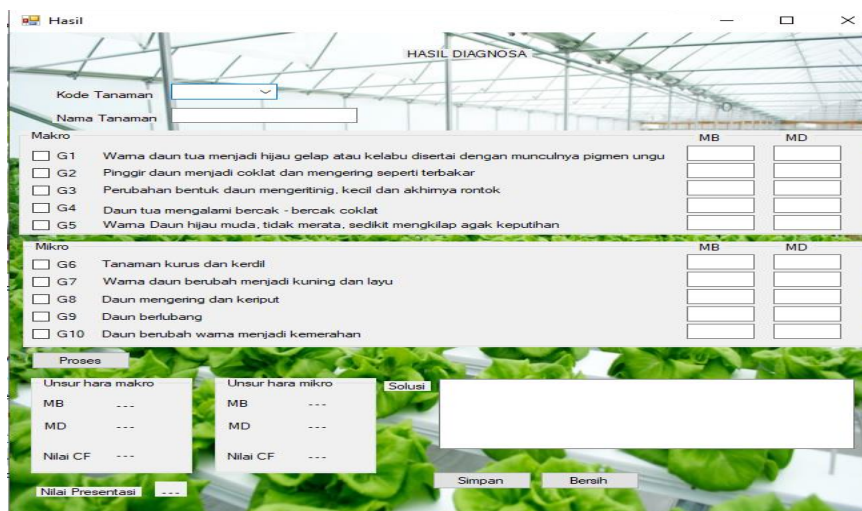 Hasil
HASIL DIAGNOSA
Kode Tanaman
Nama Tanaman
Makro MB MD
G1 Warna daun tua menjadi hijau gelap atau kelabu disertai dengan munculnya pigmen ungu
G2 Pinggir daun menjadi coklat dan mengering seperti terbakar
G3 Perubahan bentuk daun mengeritinig, kecil dan akhirnya rontok
G4 Daun tua mengalami bercak - bercak coklat
G5 Warna Daun hijau muda, tidak merata, sedikit mengkilap agak keputihan
Mikro MB MD
G6 Tanaman kurus dan kerdil
G7 Warna daun berubah menjadi kuning dan layu
G8 Daun mengering dan keriput
G9 Daun berlubang
G10 Daun berubah warna menjadi kemerahan
Proses
Unsur hara makro Unsur hara mikro Solusi
MB --- MB ---
MD --- MD ---
Nilai CF --- Nilai CF ---
Simpan Bersih
Nilai Presentasi ---